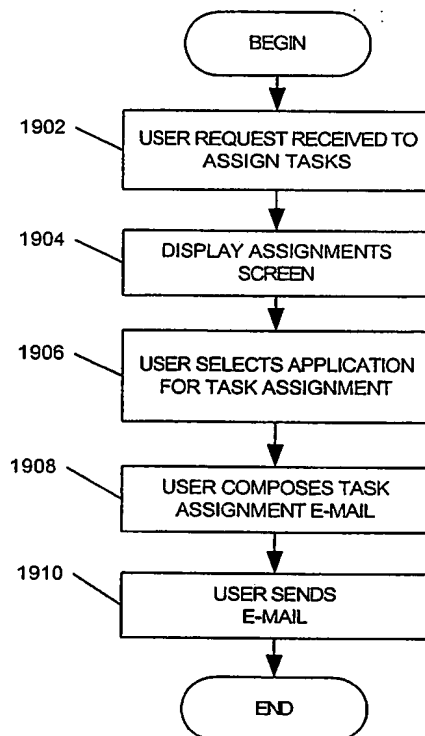 BEGIN
1902
USER REQUEST RECEIVED TO
ASSIGN TASKS
1904
DISPLAY ASSIGNMENTS
SCREEN
1906
USER SELECTS APPLICATION
FOR TASK ASSIGNMENT
1908
USER COMPOSES TASK
ASSIGNMENT E-MAIL
1910
USER SENDS
E-MAIL
END